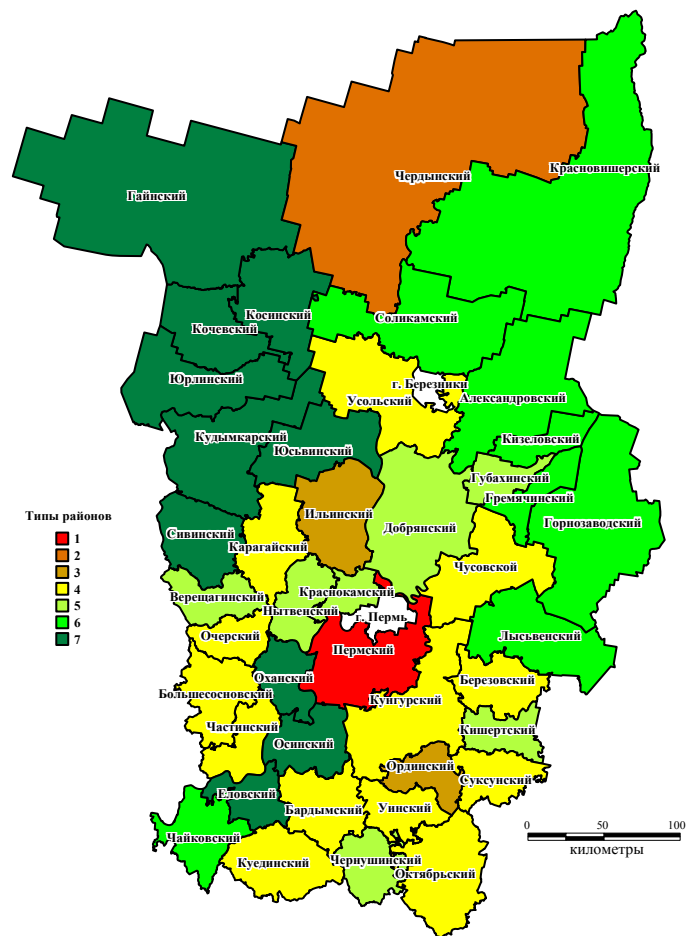 Красновишерский
Чердынский
Гайнский
Косинский
Соликамский
Кочевский
Юрлинский
г. Березники
Усольский
Александровский
Кудымкарский
Кизеловский
Юсьвинский
Губахинский
Гремячинский
Ильинский
Типы районов
1
2
3
4
5
6
7
Добрянский
Горнозаводский
Сивинский
Карагайский
Чусовской
Верещагинский
Краснокамский
Нытвенский
г. Пермь
Очерский
Лысьвенский
Пермский
Оханский
Березовский
Большесосновский
Кунгурский
Частинский
Кишертский
Осинский
Ординский
Суксунский
Еловский
Бардымский
Уинский
0 50 100
километры
Чайковский
Куединский
Чернушинский
Октябрьский